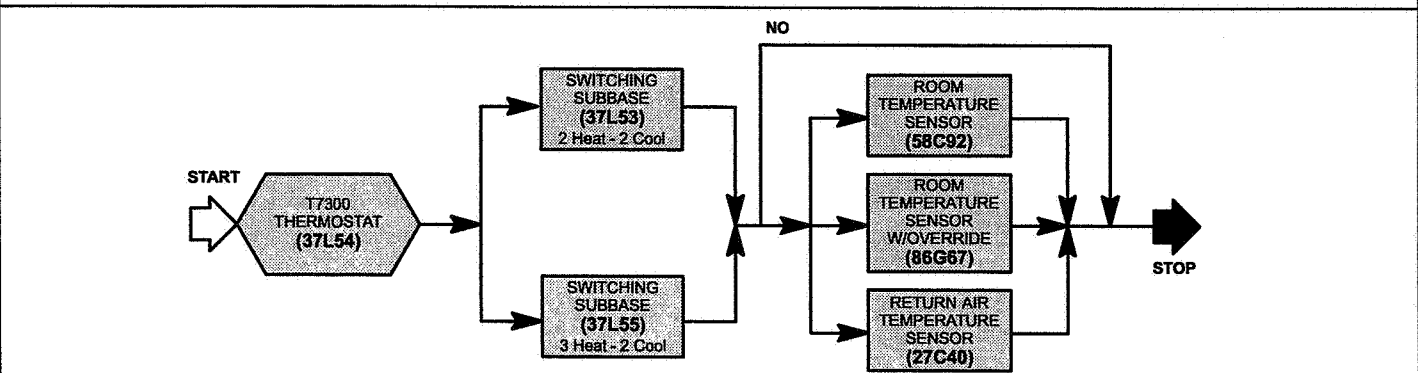 NO
START
T7300
THERMOSTAT
(37L54)
SWITCHING
SUBBASE
(37L53)
2 Heat - 2 Cool
SWITCHING
SUBBASE
(37L55)
3 Heat - 2 Cool
ROOM
TEMPERATURE
SENSOR
(58C92)
ROOM
TEMPERATURE
SENSOR
W/OVERRIDE
(86G67)
RETURN AIR
TEMPERATURE
SENSOR
(27C40)
STOP